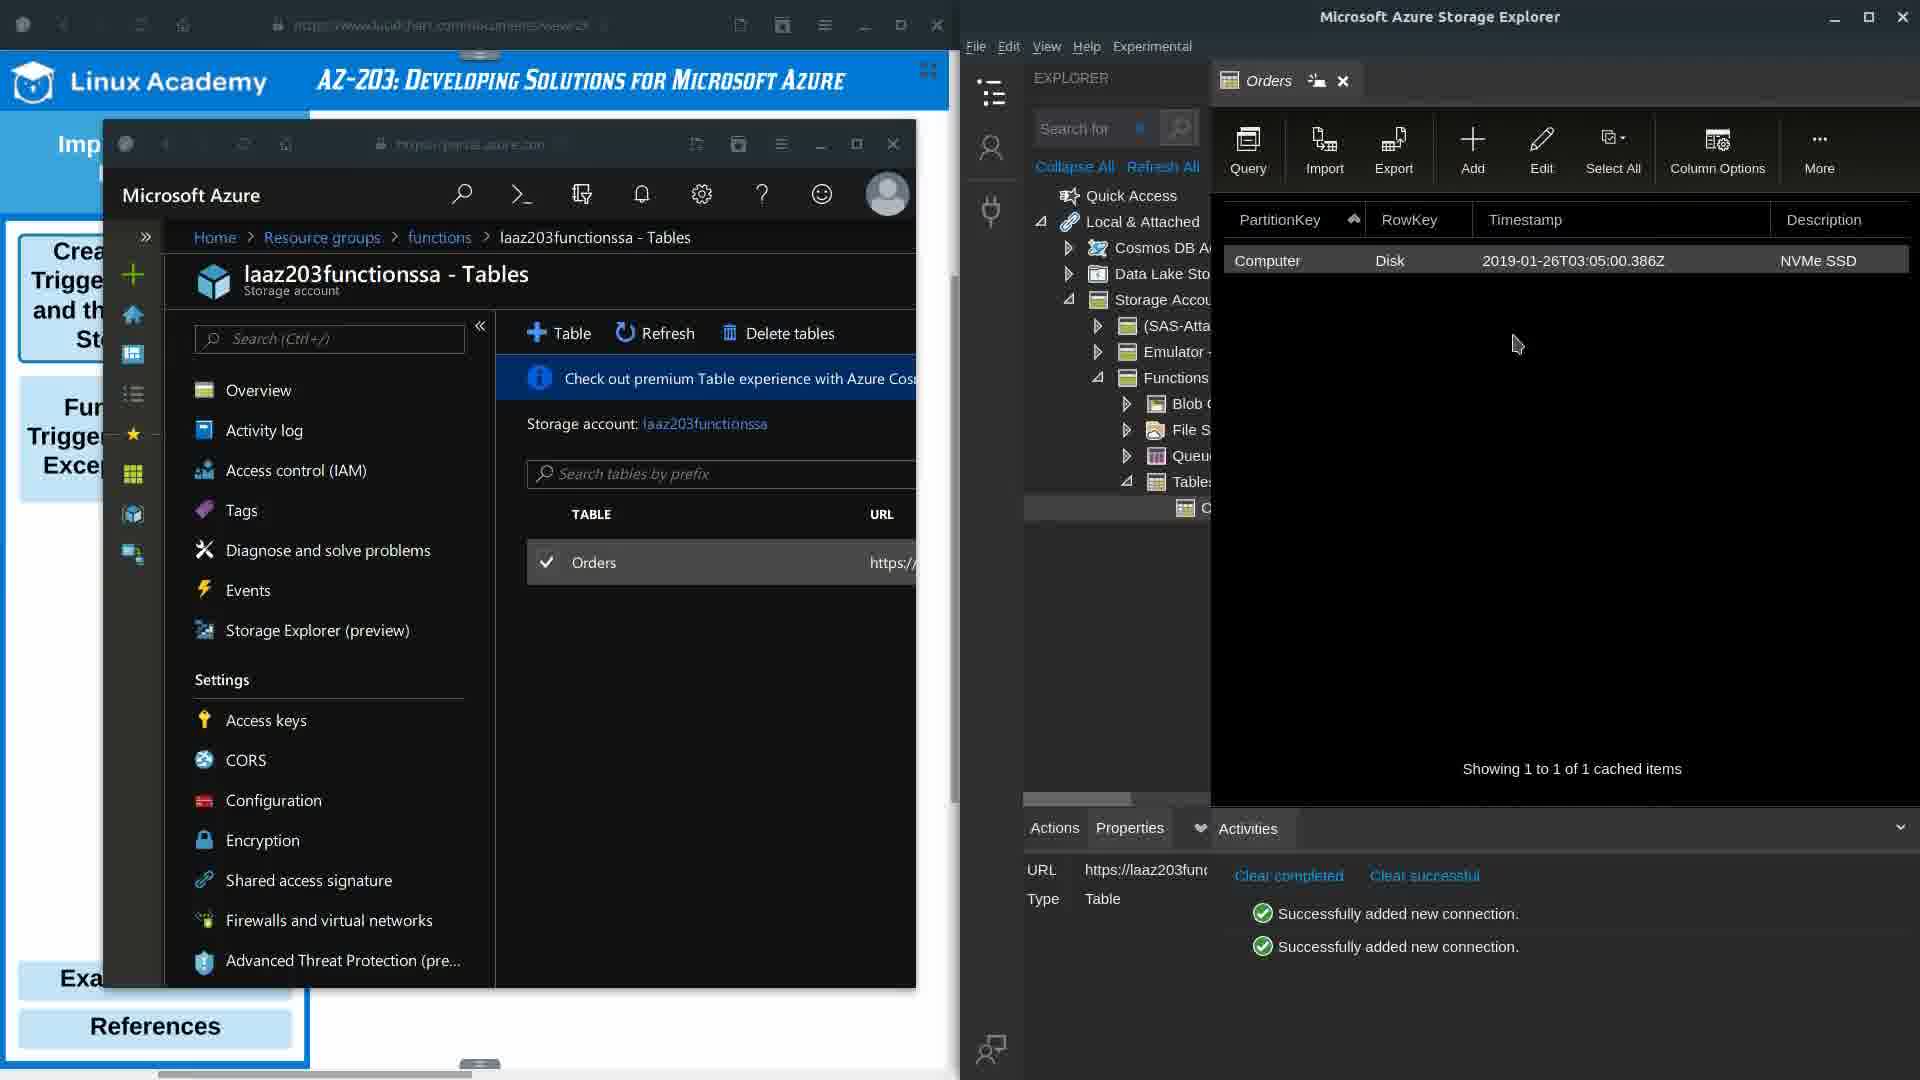 https://www.lucidchart.com/documents/view/2
Linux Academy
AZ-203: Developing Solutions for Microsoft Azure
Imp
Crea
Trigge
and th
St
Fun
Trigge
Exce
Exa
References
https://portal.azure.com
Microsoft Azure
Home > Resource groups > functions > laaz203functionssa - Tables
laaz203functionssa - Tables
Storage account
Search (Ctrl+/)
Overview
Activity log
Access control (IAM)
Tags
Diagnose and solve problems
Events
Storage Explorer (preview)
Settings
Access keys
CORS
Configuration
Encryption
Shared access signature
Firewalls and virtual networks
Advanced Threat Protection (pre...
Table Refresh Delete tables
Check out premium Table experience with Azure Cos
Storage account: laaz203functionssa
Search tables by prefix
TABLE URL
Orders https://
Microsoft Azure Storage Explorer
File Edit View Help Experimental
EXPLORER
Search for
Collapse All Refresh All
Quick Access
Local & Attached
Cosmos DB A
Data Lake Sto
Storage Accou
(SAS-Atta
Emulator -
Functions
Blob
File S
Queu
Tables
Orders
Query Import Export Add Edit Select All Column Options More
PartitionKey RowKey Timestamp Description
Computer Disk 2019-01-26T03:05:00.386Z NVMe SSD
Showing 1 to 1 of 1 cached items
Actions Properties
URL https://laaz203func
Type Table
Activities
Clear completed Clear successful
Successfully added new connection.
Successfully added new connection.